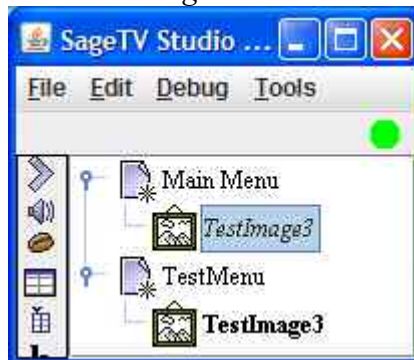 SageTV Studio ...
File Edit Debug Tools
Main Menu
TestImage3
TestMenu
TestImage3